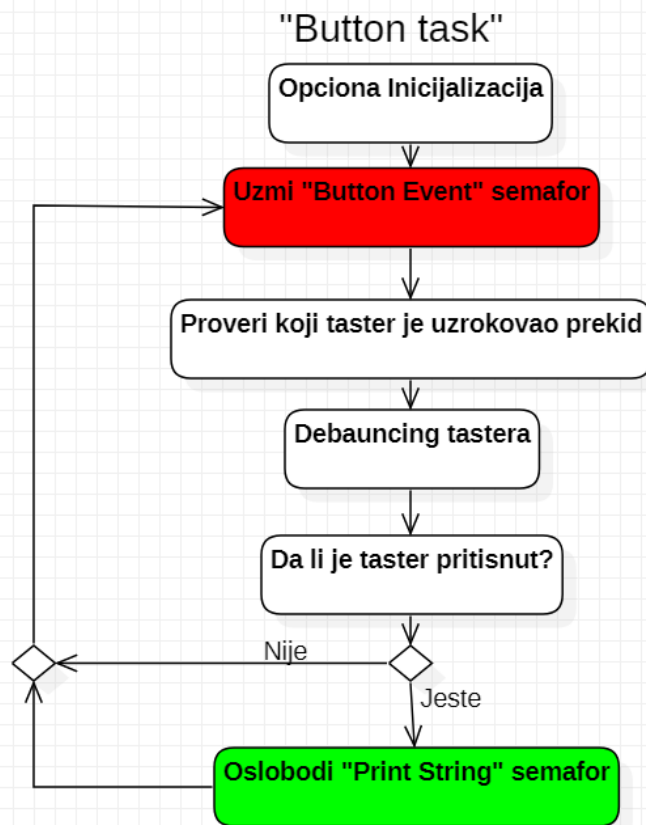 "Button task"
Opciona Inicijalizacija
Uzmi "Button Event" semafor
Proveri koji taster je uzrokovao prekid
Debauncing tastera
Da li je taster pritisnut?
Nije
Jeste
Oslobodi "Print String" semafor